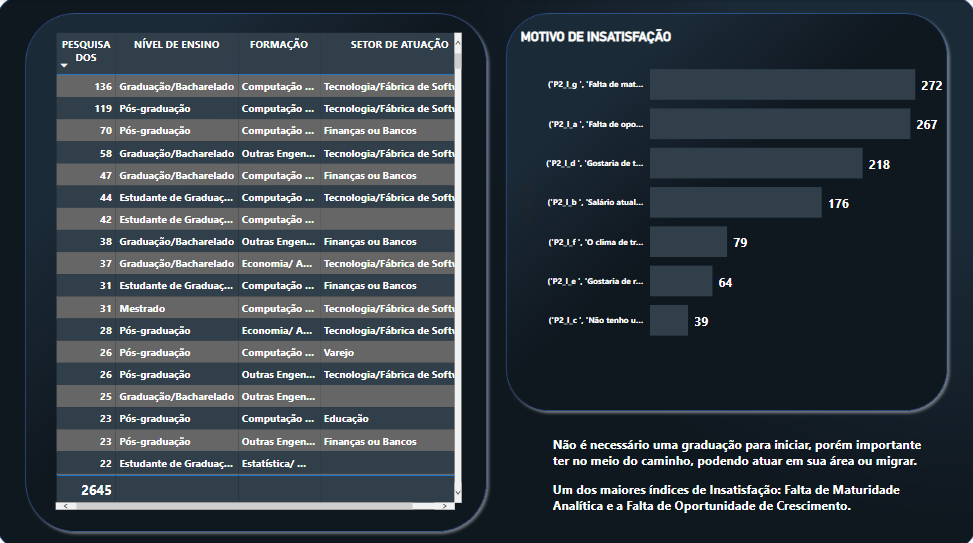 PESQUISADOS NÍVEL DE ENSINO FORMAÇÃO SETOR DE ATUAÇÃO
136 Graduação/Bacharelado Computação ... Tecnologia/Fábrica de Softw
119 Pós-graduação Computação ... Tecnologia/Fábrica de Softw
70 Pós-graduação Computação ... Finanças ou Bancos
58 Graduação/Bacharelado Outras Engen... Tecnologia/Fábrica de Softw
47 Graduação/Bacharelado Computação ... Finanças ou Bancos
44 Estudante de Graduaç... Computação ... Tecnologia/Fábrica de Softw
42 Estudante de Graduaç... Computação ...
38 Graduação/Bacharelado Outras Engen... Finanças ou Bancos
37 Graduação/Bacharelado Economia/ A... Tecnologia/Fábrica de Softw
31 Estudante de Graduaç... Computação ... Finanças ou Bancos
31 Mestrado Computação ... Tecnologia/Fábrica de Softw
28 Pós-graduação Economia/ A... Tecnologia/Fábrica de Softw
26 Pós-graduação Computação ... Varejo
26 Pós-graduação Outras Engen... Tecnologia/Fábrica de Softw
25 Graduação/Bacharelado Outras Engen...
23 Pós-graduação Computação ... Educação
23 Pós-graduação Outras Engen... Finanças ou Bancos
22 Estudante de Graduaç... Estatística/ ...
2645
MOTIVO DE INSATISFAÇÃO
('P2_l_g ', 'Falta de mat... 272
('P2_l_a ', 'Falta de opo... 267
('P2_l_d ', 'Gostaria de t... 218
('P2_l_b ', 'Salário atual... 176
('P2_l_f ', 'O clima de tr... 79
('P2_l_e ', 'Gostaria de r... 64
('P2_l_c ', 'Não tenho u... 39
Não é necessário uma graduação para iniciar, porém importante
ter no meio do caminho, podendo atuar em sua área ou migrar.
Um dos maiores índices de Insatisfação: Falta de Maturidade
Analítica e a Falta de Oportunidade de Crescimento.